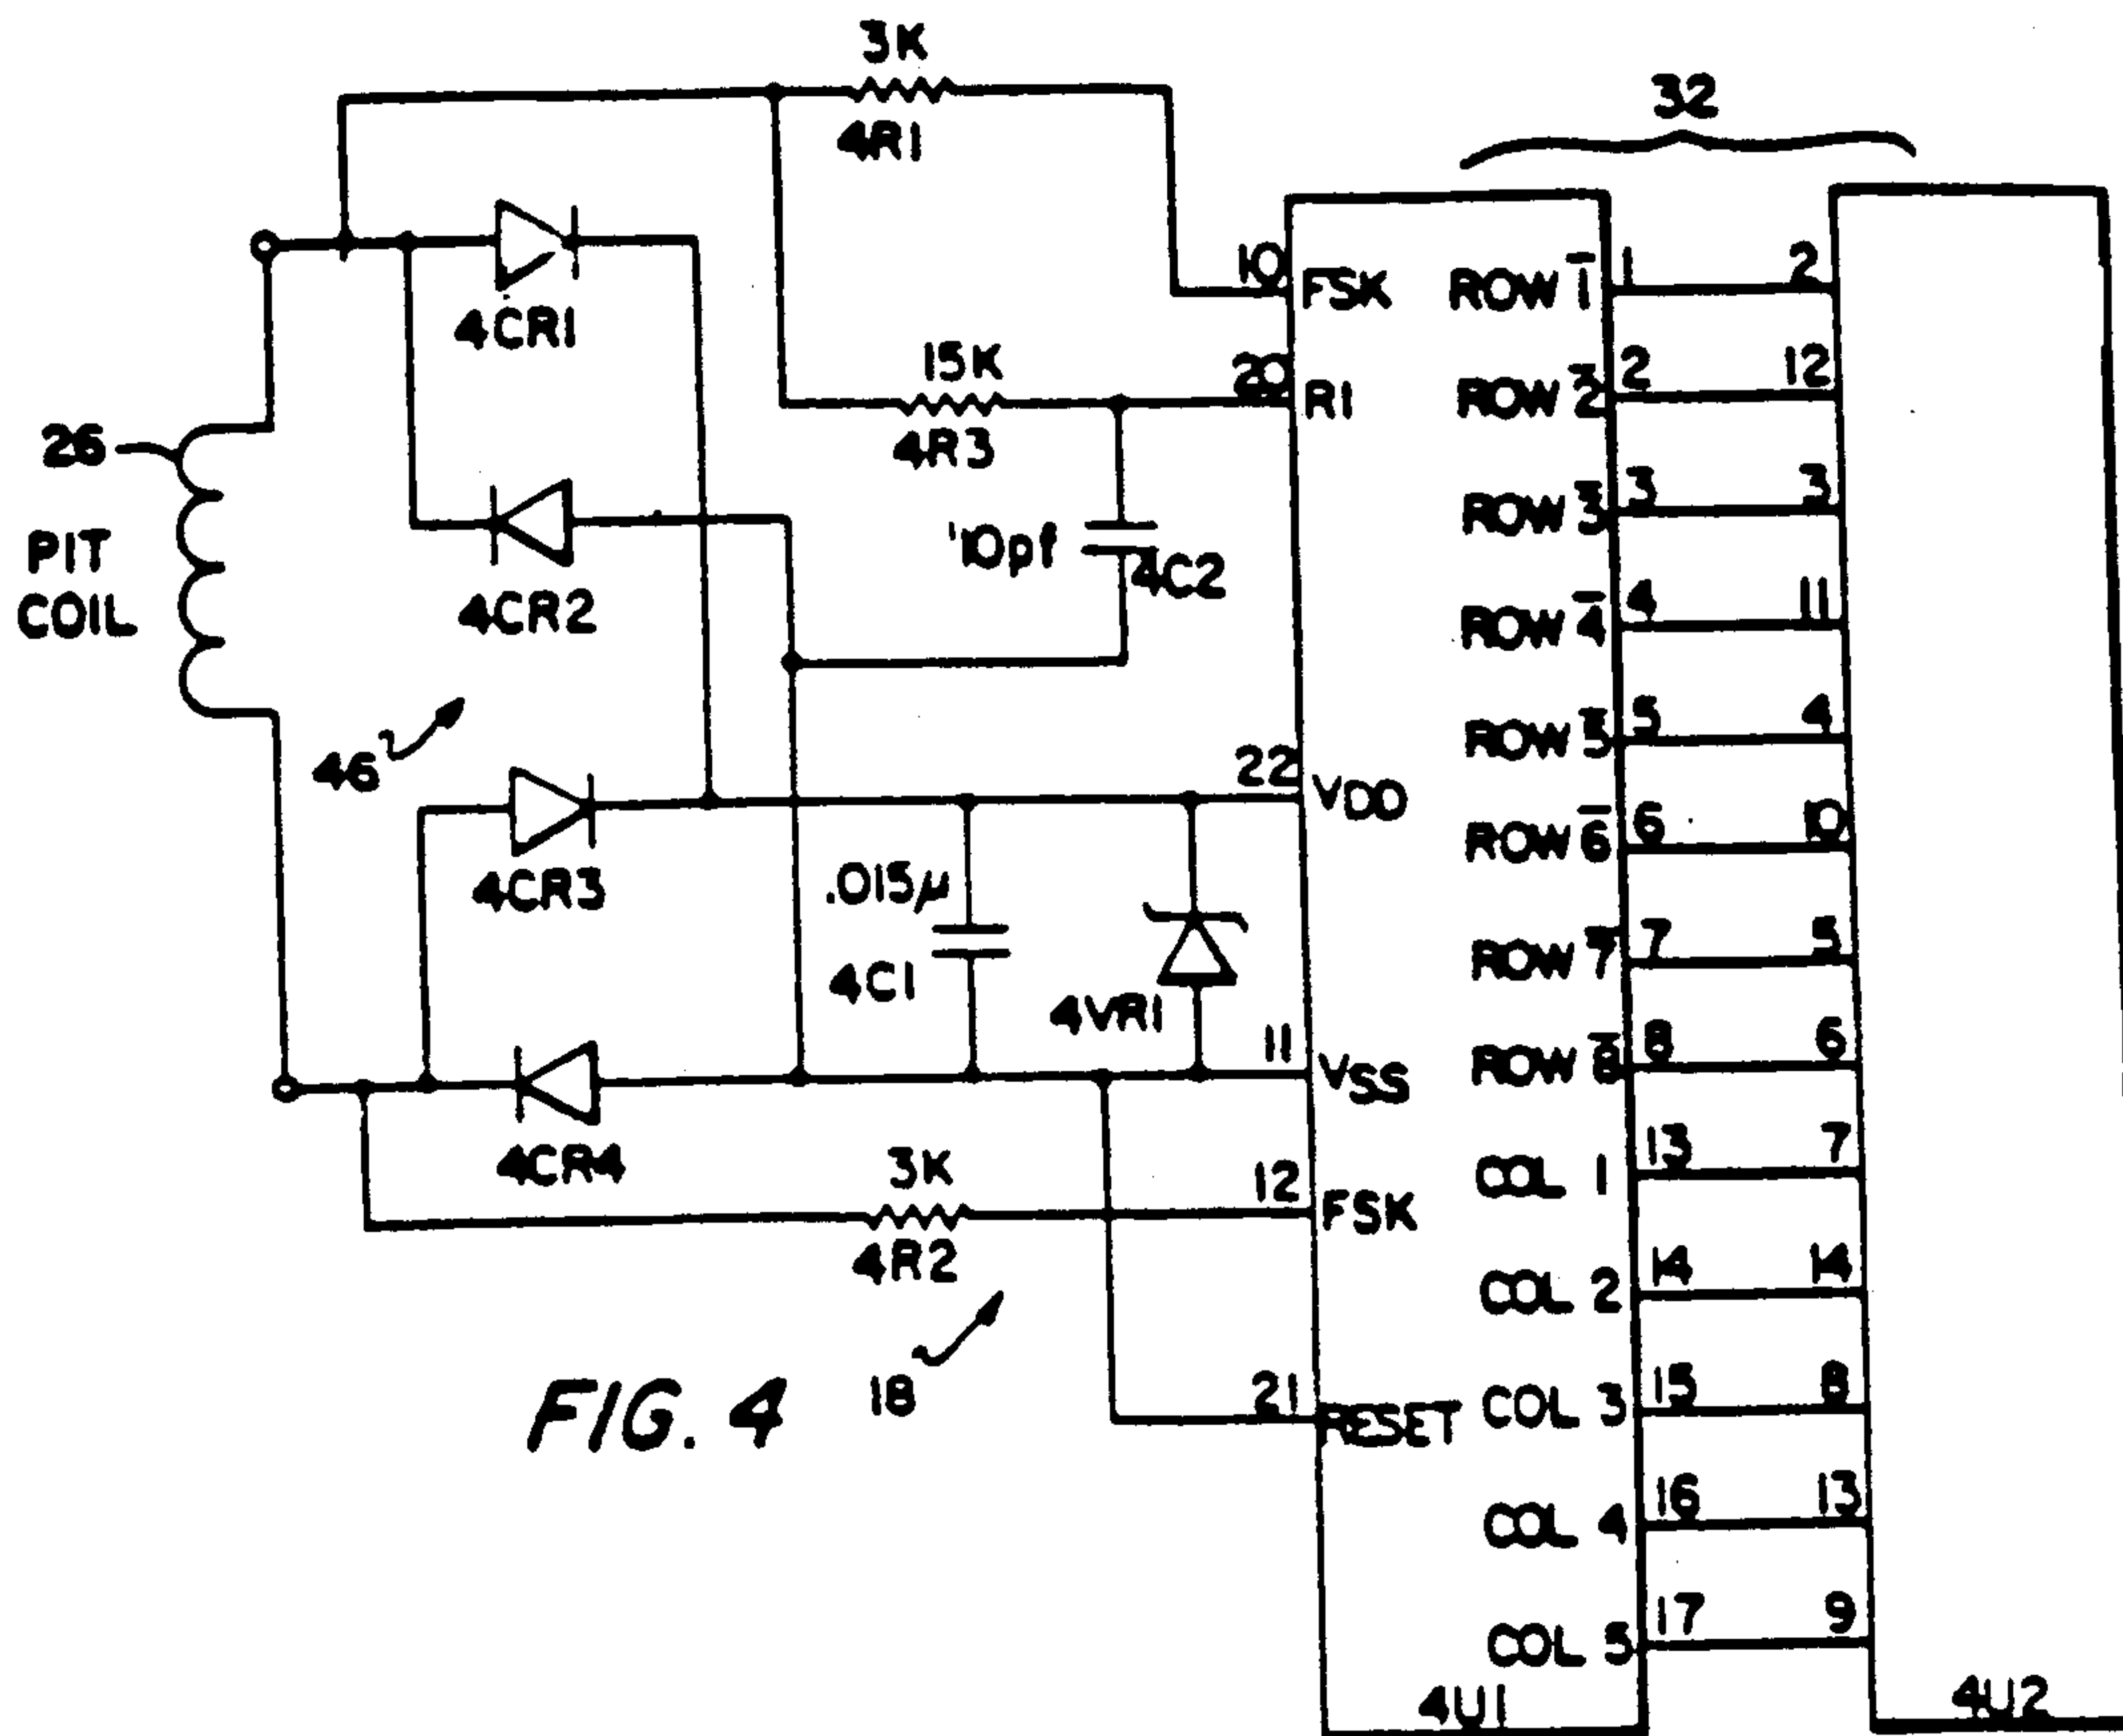 3K
4R1
32
4CR1
10
FSK
ROW 1̅
1
2
15K
4R3
20
R1
ROW 2̅
2
12
26
PIT
COIL
4CR2
10pf
4C2
ROW 3̅
3
3
ROW 4̅
4
11
46
22
VDD
ROW 5̅
5
4
4CR3
.015µ
4C1
4VR1
ROW 6̅
6
10
ROW 7̅
7
5
11
VSS
ROW 8̅
8
6
4CR4
3K
4R2
12
FSK
COL 1
13
7
COL 2
14
14
18
FIG. 4
21
RESET
COL 3
15
8
COL 4
16
13
COL 5
17
9
4U1
4U2